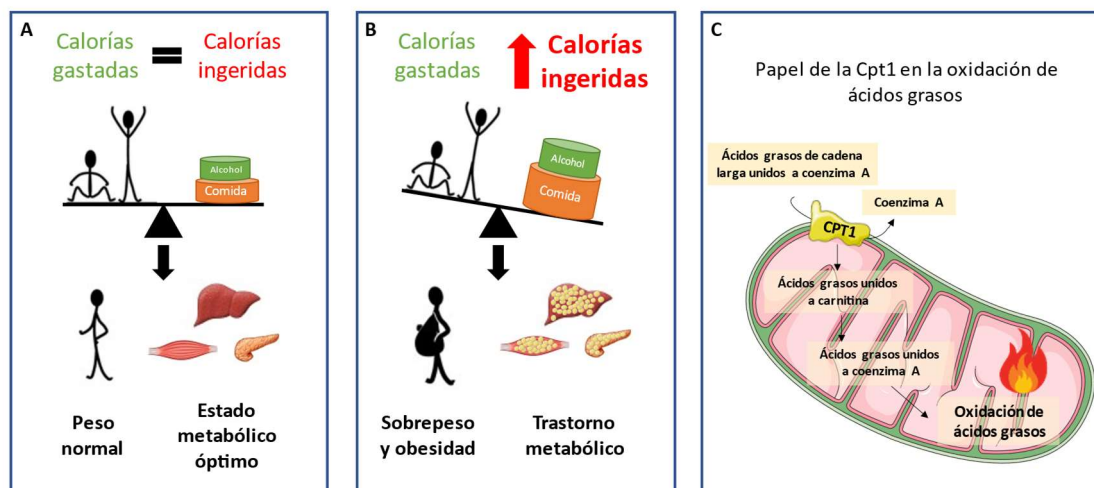 A
Calorías
gastadas
Calorías
ingeridas
Alcohol
Comida
Peso
normal
Estado
metabólico
óptimo
B
Calorías
gastadas
Calorías
ingeridas
Alcohol
Comida
Sobrepeso
y obesidad
Trastorno
metabólico
C
Papel de la Cpt1 en la oxidación de
ácidos grasos
Ácidos grasos de cadena
larga unidos a coenzima A
Coenzima A
CPT1
Ácidos grasos unidos
a carnitina
Ácidos grasos unidos
a coenzima A
Oxidación de
ácidos grasos